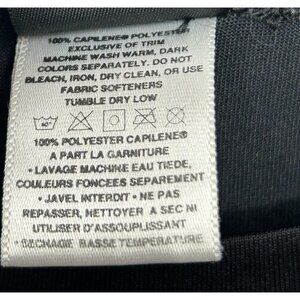 100% CAPILENE® POLYESTER
EXCLUSIVE OF TRIM
MACHINE WASH WARM, DARK
COLORS SEPARATELY. DO NOT
BLEACH, IRON, DRY CLEAN, OR USE
FABRIC SOFTENERS
TUMBLE DRY LOW
40°
100% POLYESTER CAPILENE®
A PART LA GARNITURE
• LAVAGE MACHINE EAU TIEDE,
COULEURS FONCEES SEPAREMENT
• JAVEL INTERDIT • NE PAS
REPASSER, NETTOYER A SEC NI
UTILISER D'ASSOUPLISSANT
• SECHAGE BASSE TEMPERATURE